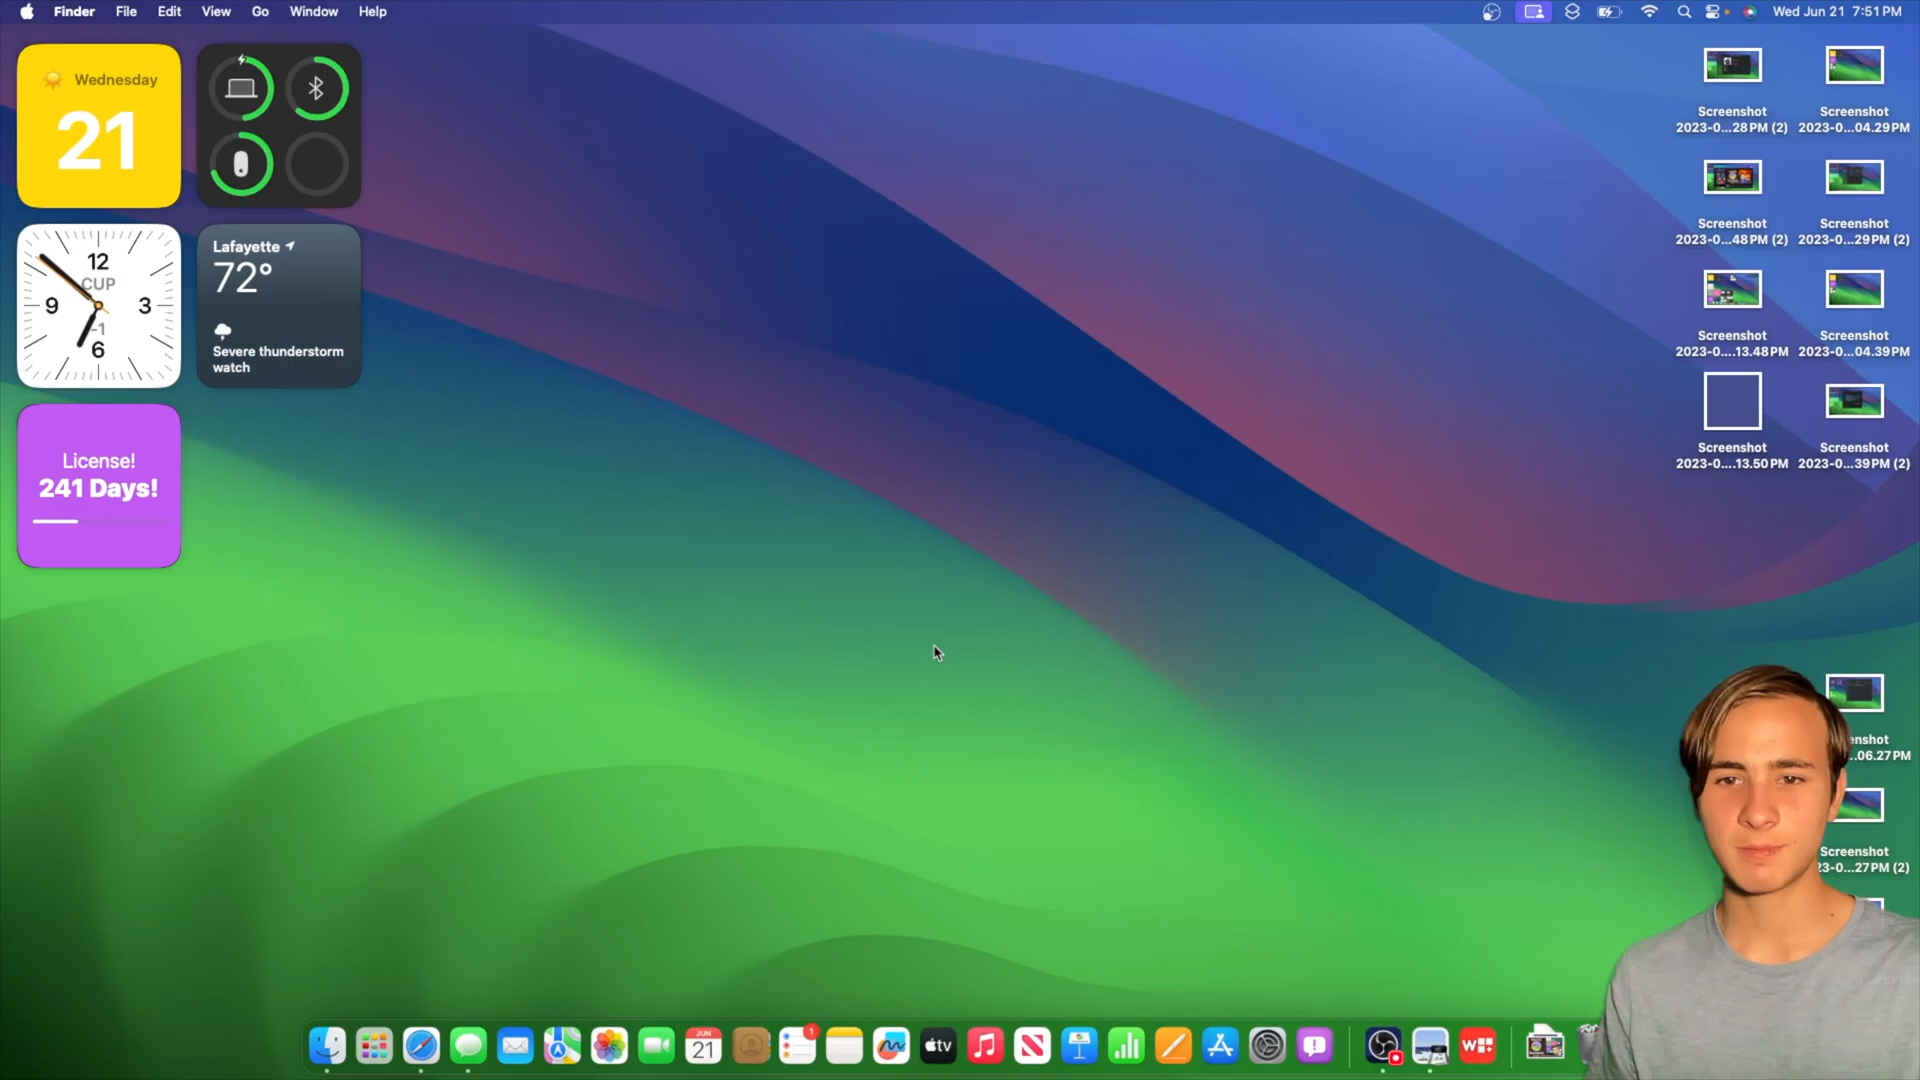 Finder File Edit View Go Window Help
Wed Jun 21 7:51 PM
Wednesday
21
12
CUP
9
3
-1
6
Lafayette
72°
Severe thunderstorm
watch
License!
241 Days!
Screenshot
2023-0...28 PM (2)
Screenshot
2023-0...04.29 PM
Screenshot
2023-0...48 PM (2)
Screenshot
2023-0...29 PM (2)
Screenshot
2023-0....13.48 PM
Screenshot
2023-0...04.39 PM
Screenshot
2023-0....13.50 PM
Screenshot
2023-0...39 PM (2)
enshot
..06.27 PM
Screenshot
23-0...27 PM (2)
JUN
21
1
tv
W